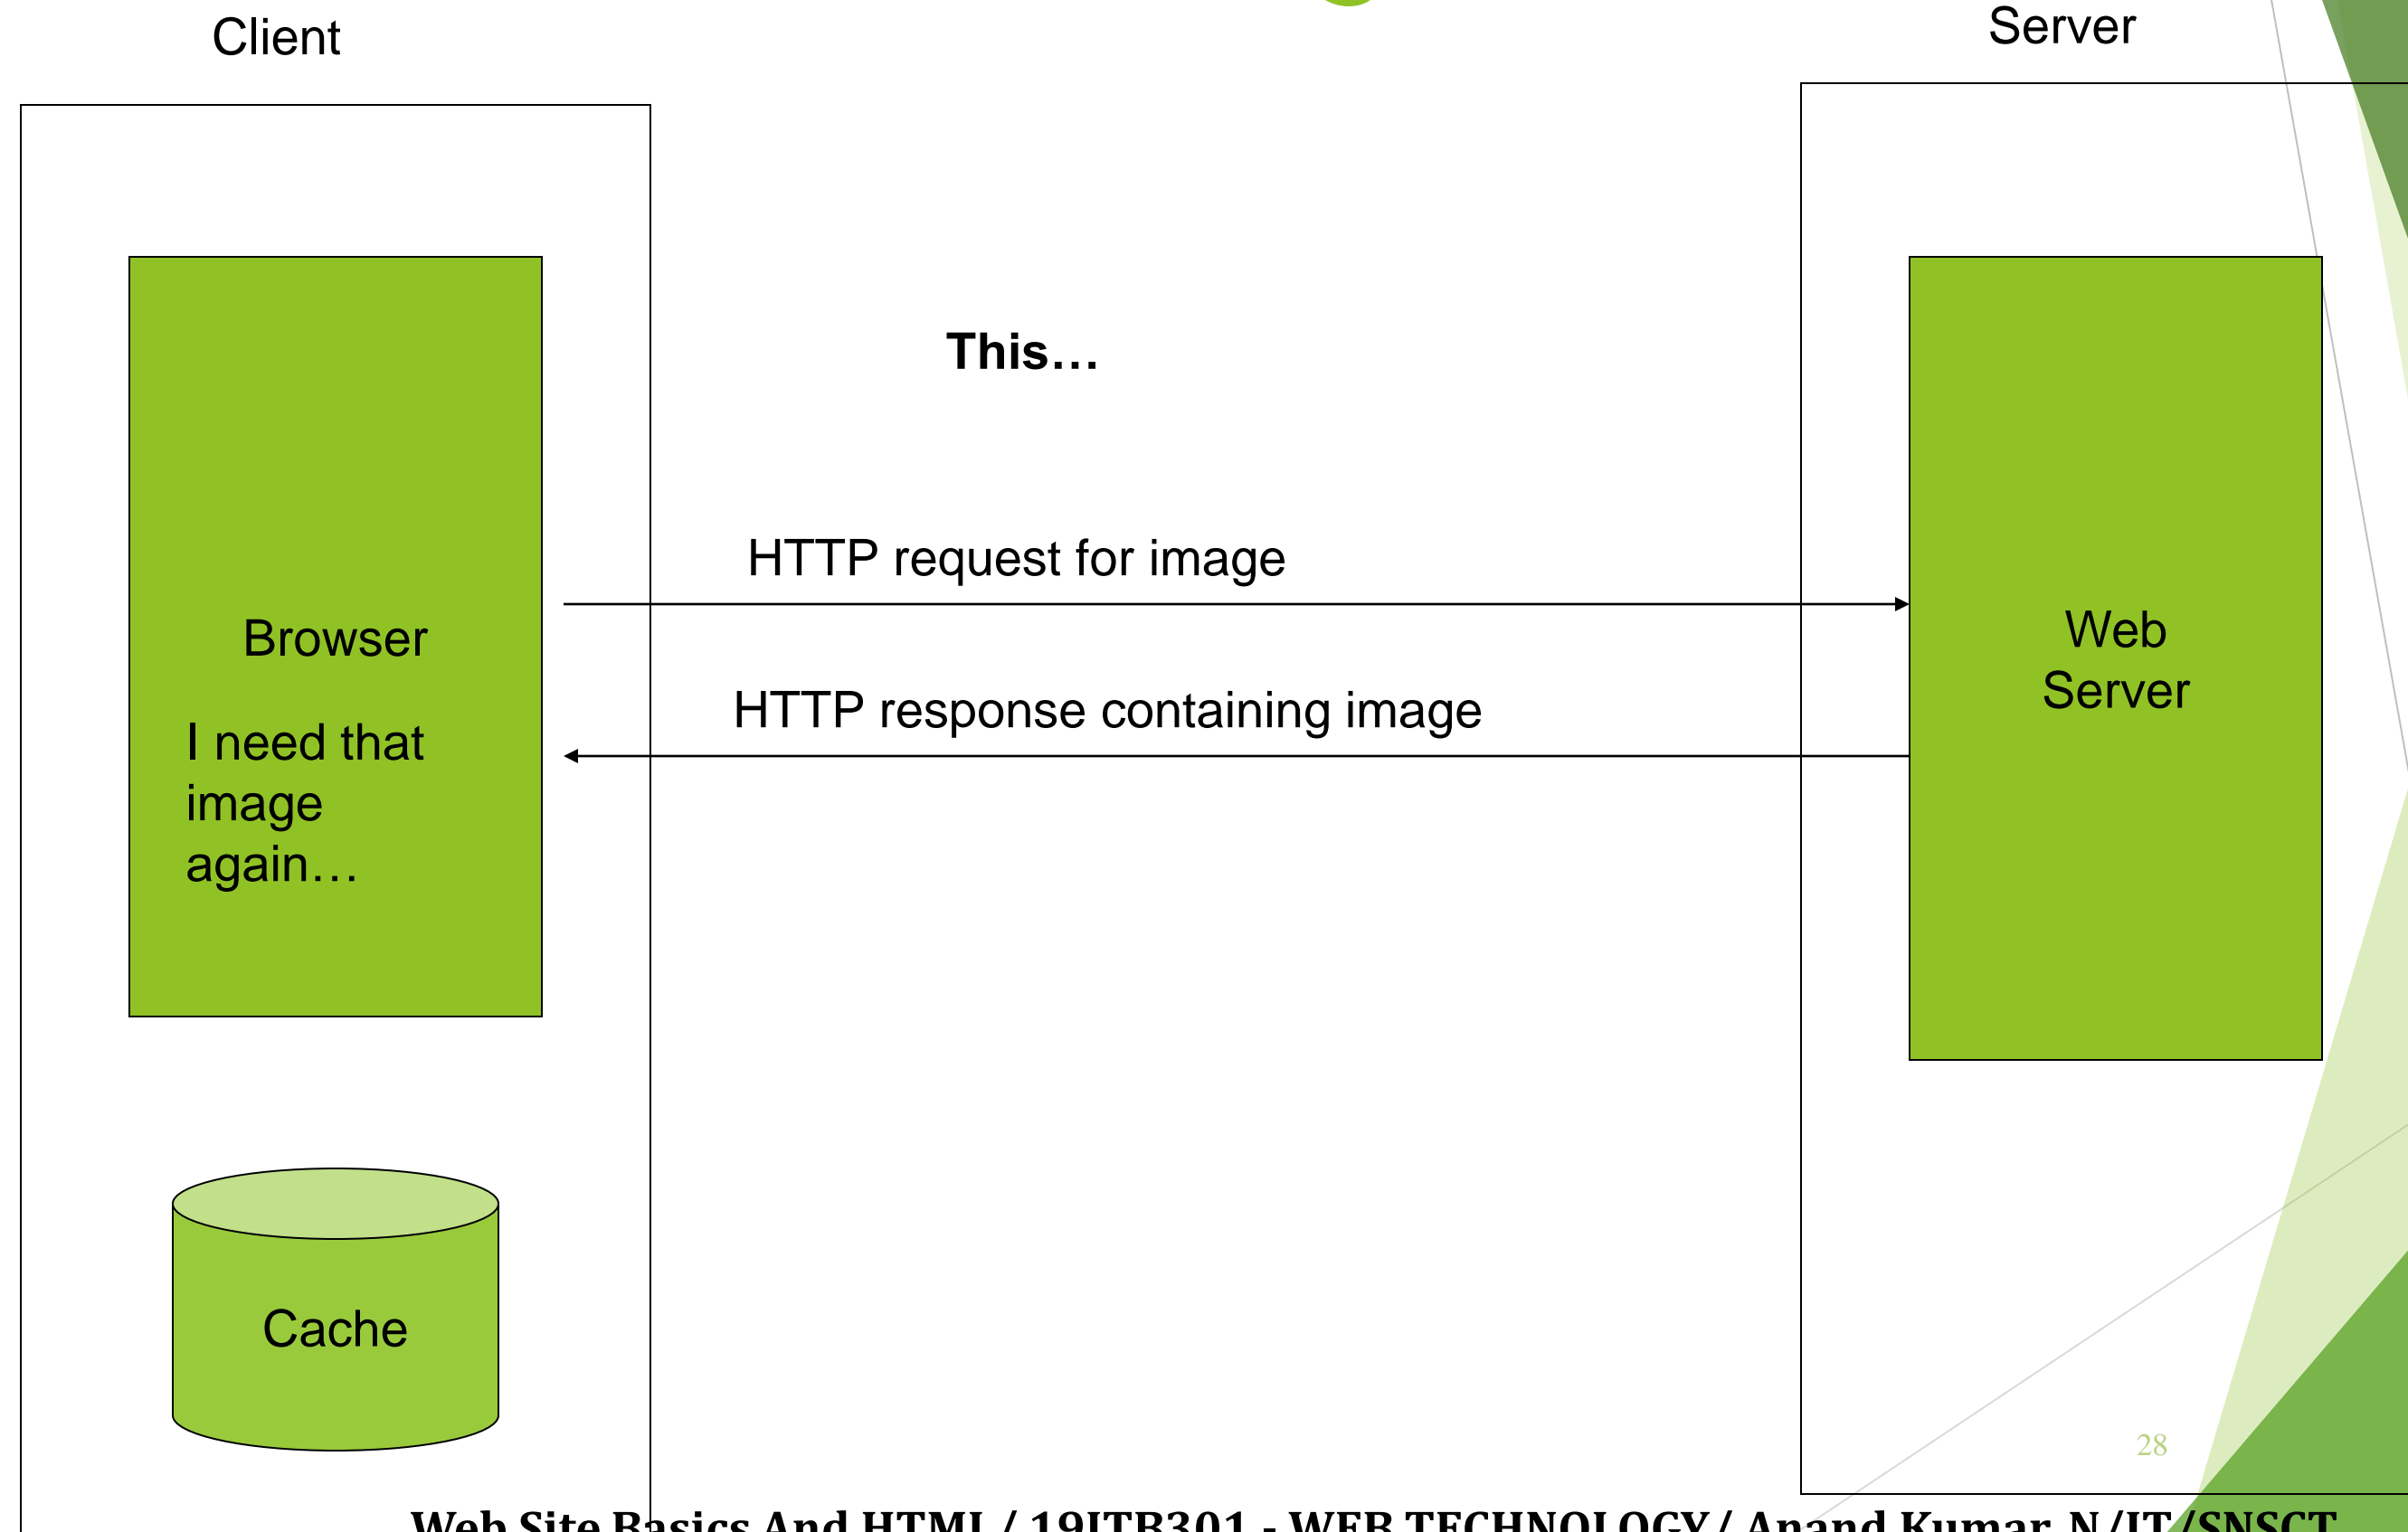 Client
Server
This…
HTTP request for image
Browser
Web
Server
HTTP response containing image
I need that
image
again…
Cache
28
Web Site Basics And HTML / 19ITB301 - WEB TECHNOLOGY/ Anand Kumar. N/IT/SNSCT